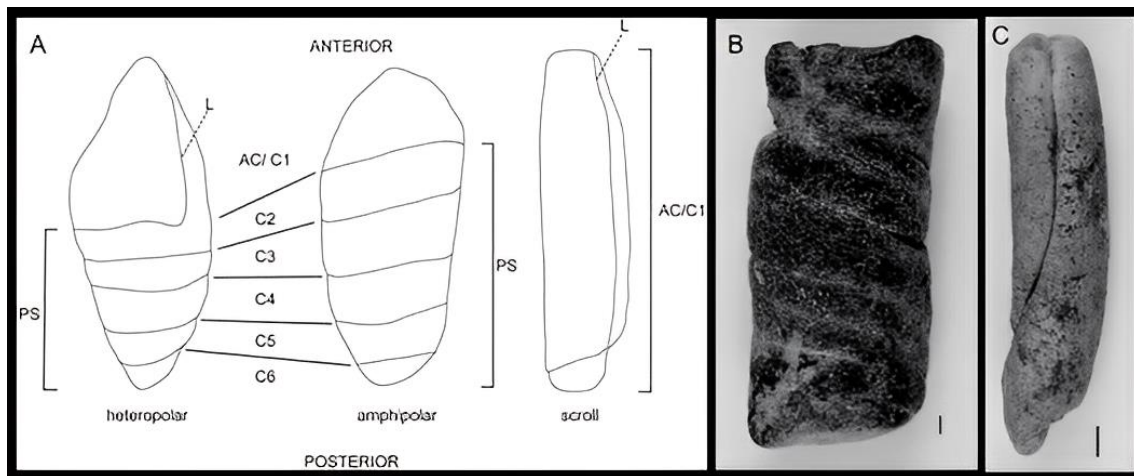 A
ANTERIOR
L
L
AC/ C1
C2
C3
C4
C5
C6
PS
PS
AC/C1
heteropolar
amphipolar
scroll
POSTERIOR
B
C